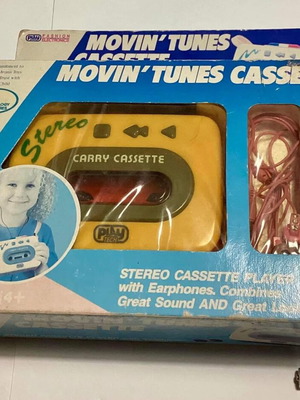 PLAY
FASHION
ELECTRONICS
MOVIN' TUNES
CASSETTE
MOVIN' TUNES CASSE
Stereo
CARRY CASSETTE
PLAY
STEREO CASSETTE PLAYER
with Earphones. Combines
Great Sound AND Great
4+